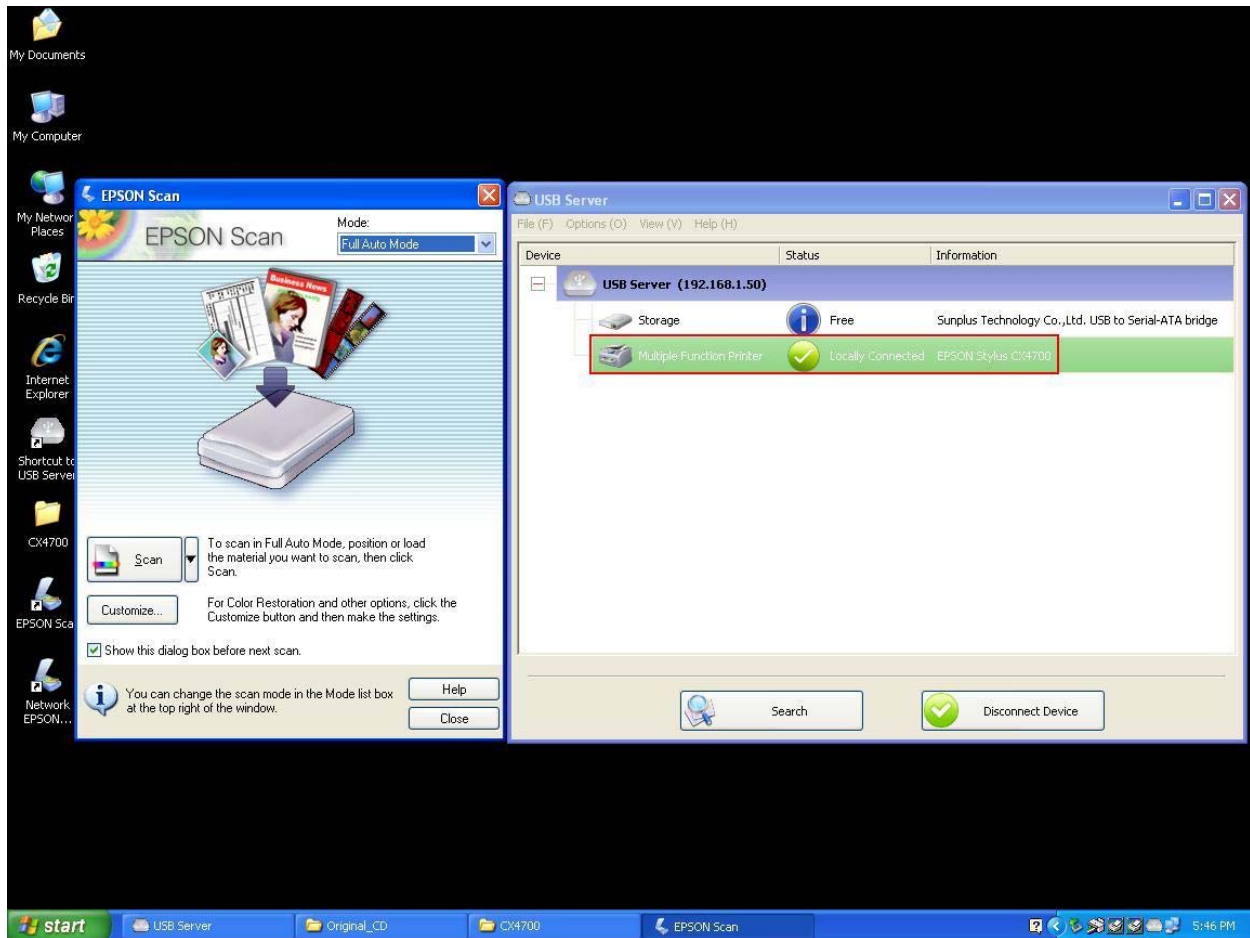 My Documents
My Computer
My Networ
Places
Recycle Bin
Internet
Explorer
Shortcut to
USB Server
CX4700
EPSON Sca
Network
EPSON...
EPSON Scan
EPSON Scan
Mode:
Full Auto Mode
Business News
Scan
To scan in Full Auto Mode, position or load
the material you want to scan, then click
Scan.
Customize...
For Color Restoration and other options, click the
Customize button and then make the settings.
Show this dialog box before next scan.
You can change the scan mode in the Mode list box
at the top right of the window.
Help
Close
USB Server
File (F) Options (O) View (V) Help (H)
Device Status Information
USB Server (192.168.1.50)
Storage Free Sunplus Technology Co.,Ltd. USB to Serial-ATA bridge
Multiple Function Printer Locally Connected EPSON Stylus CX4700
Search
Disconnect Device
start
USB Server
Original_CD
CX4700
EPSON Scan
5:46 PM